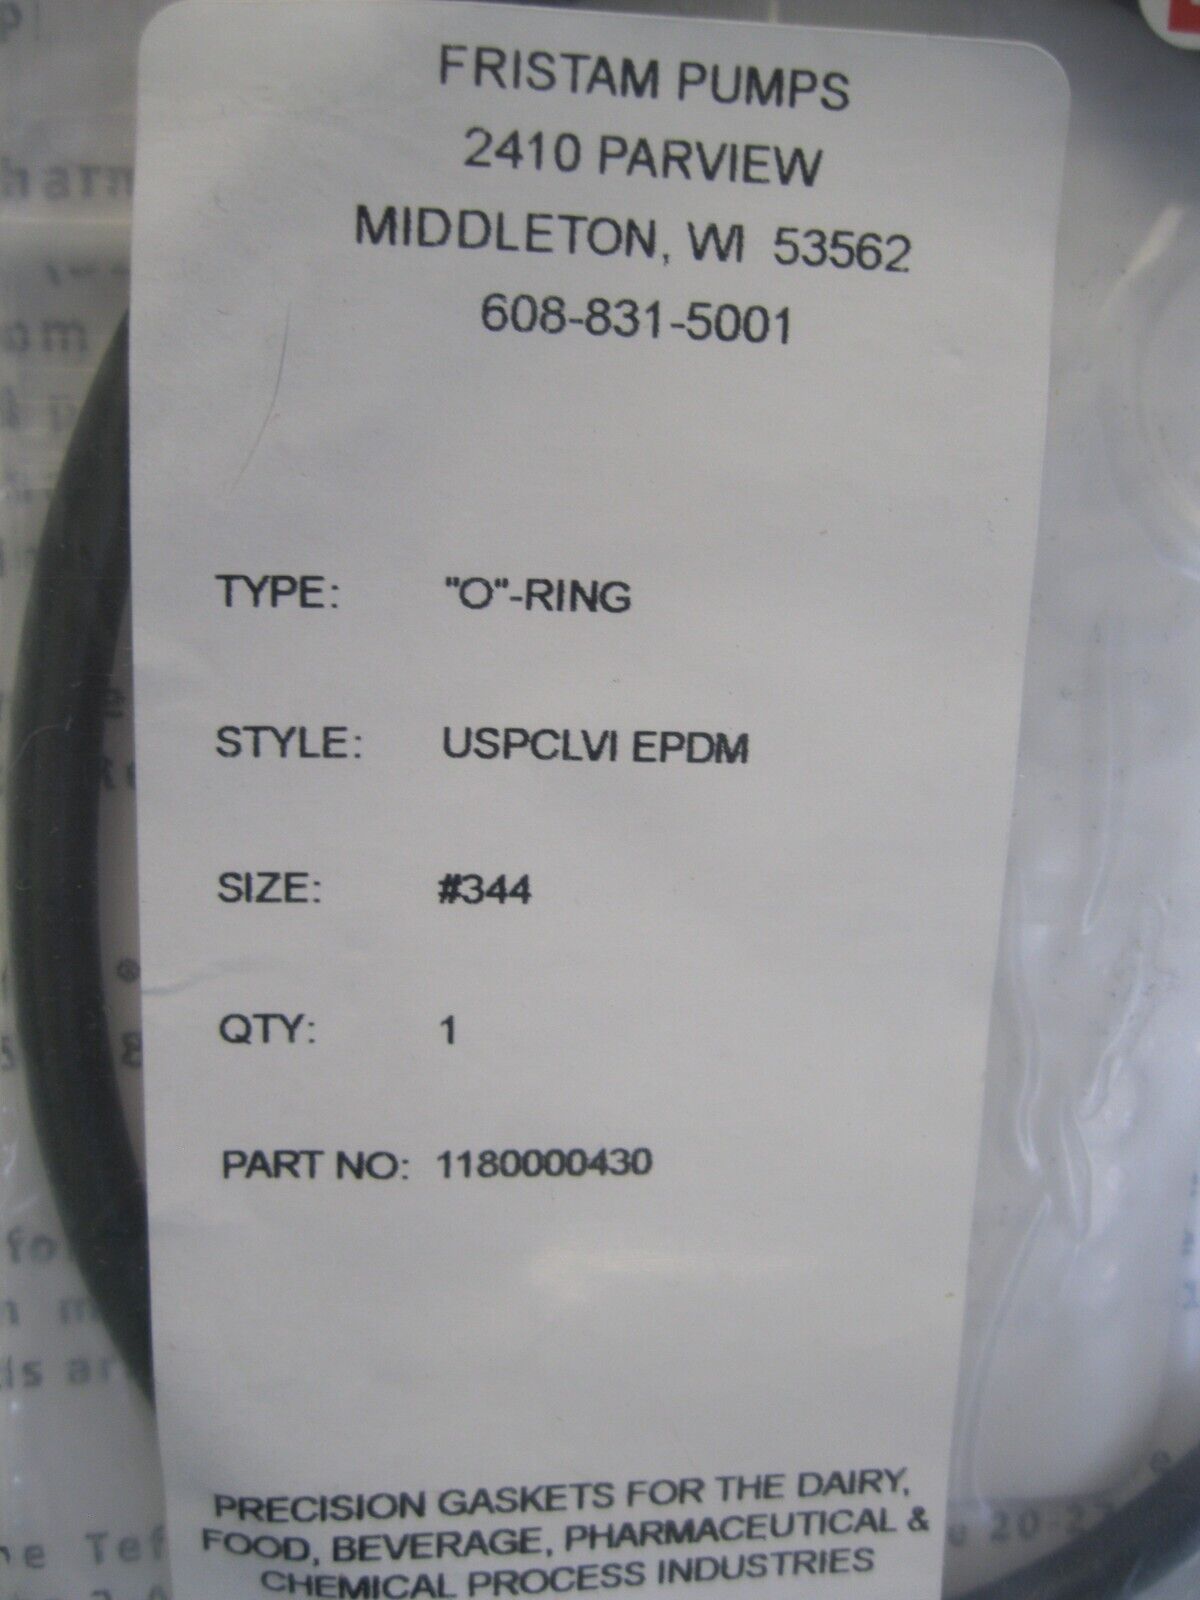 FRISTAM PUMPS
2410 PARVIEW
MIDDLETON, WI 53562
608-831-5001
TYPE: "O"-RING
STYLE: USPCLVI EPDM
SIZE: #344
QTY: 1
PART NO: 1180000430
PRECISION GASKETS FOR THE DAIRY,
FOOD, BEVERAGE, PHARMACEUTICAL &
CHEMICAL PROCESS INDUSTRIES